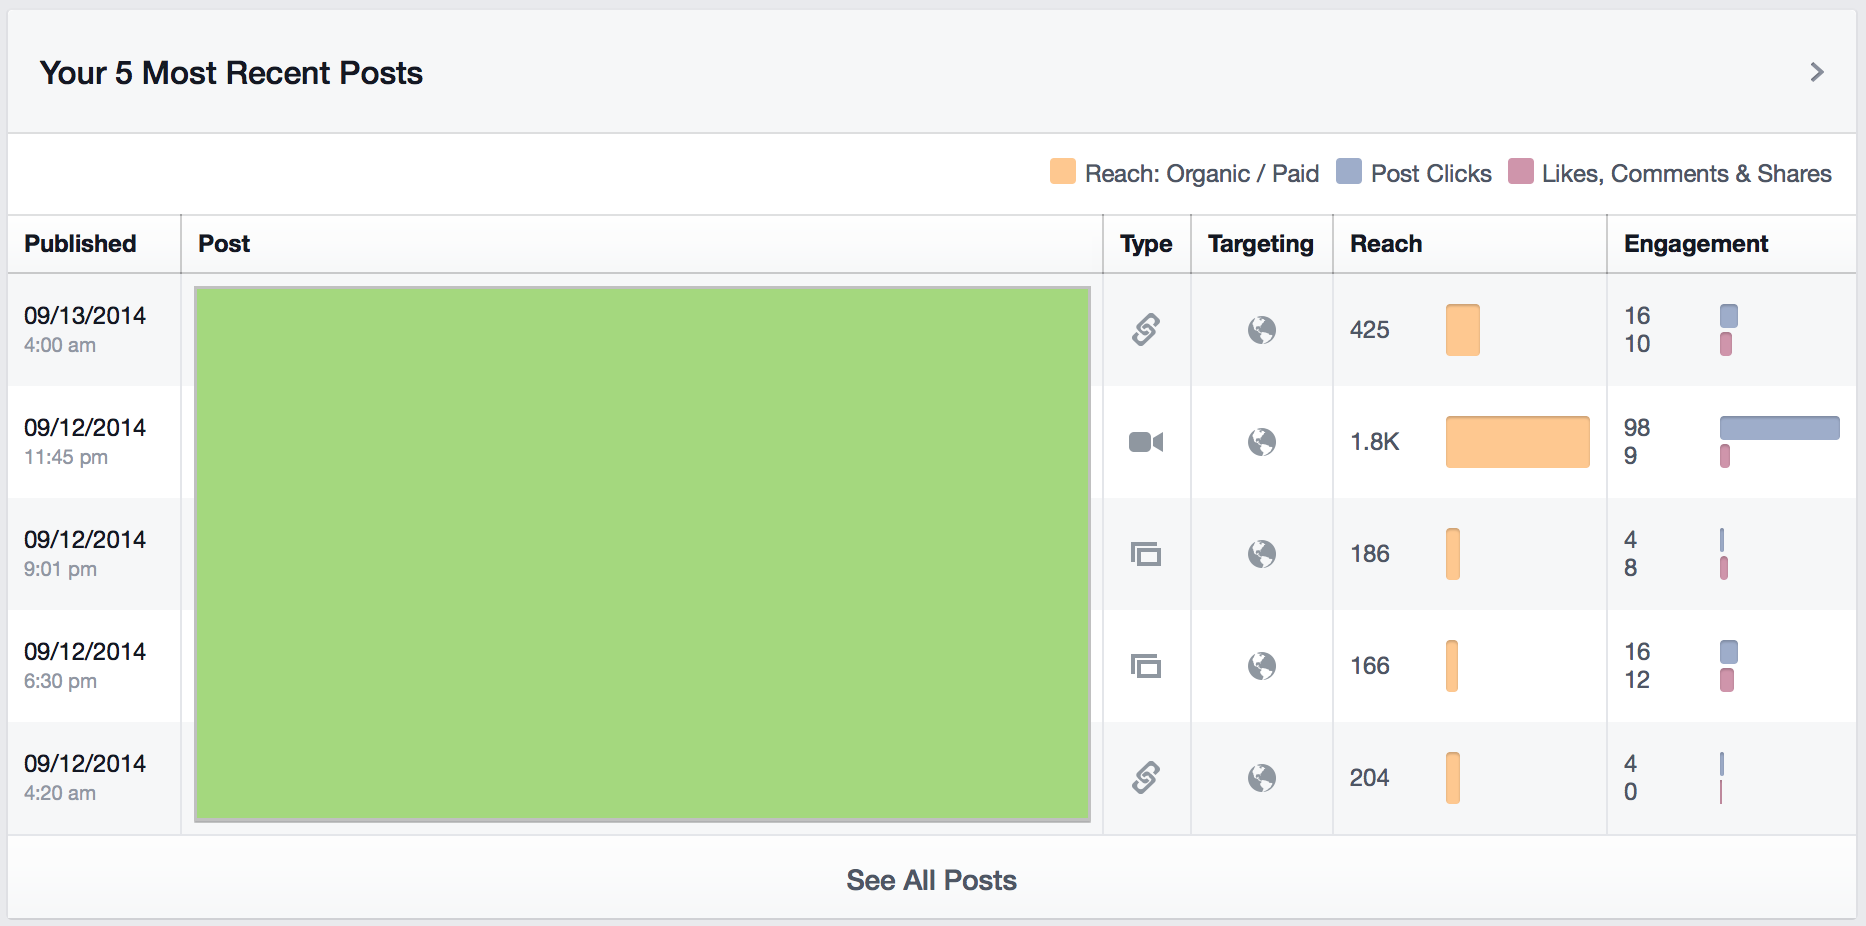 Your 5 Most Recent Posts
Reach: Organic / Paid Post Clicks Likes, Comments & Shares
Published Post Type Targeting Reach Engagement
09/13/2014
4:00 am
425
16
10
09/12/2014
11:45 pm
1.8K
98
9
09/12/2014
9:01 pm
186
4
8
09/12/2014
6:30 pm
166
16
12
09/12/2014
4:20 am
204
4
0
See All Posts